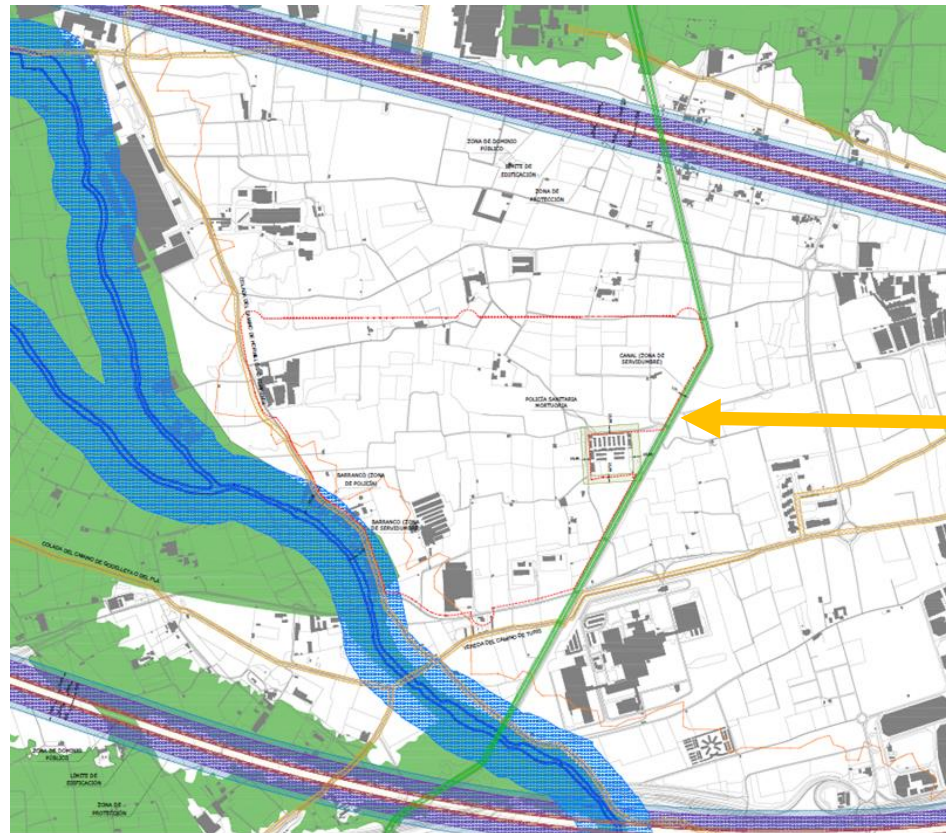 ZONA DE DOMINIO
PÚBLICO
LÍMITE DE
EDIFICACIÓN
ZONA DE
PROTECCIÓN
CANAL (ZONA DE
SERVIDUMBRE)
POLICÍA SANITARIA
MORTUORIA
BARRANCO (ZONA
DE POLICÍA)
BARRANCO (ZONA
DE SERVIDUMBRE)
COLADA DEL CAMINO DE GODELLETA O DEL PLÁ
VEREDA DEL CAMINO DE TURIS
ZONA DE DOMINIO
PÚBLICO
LÍMITE DE
EDIFICACIÓN
ZONA DE
PROTECCIÓN